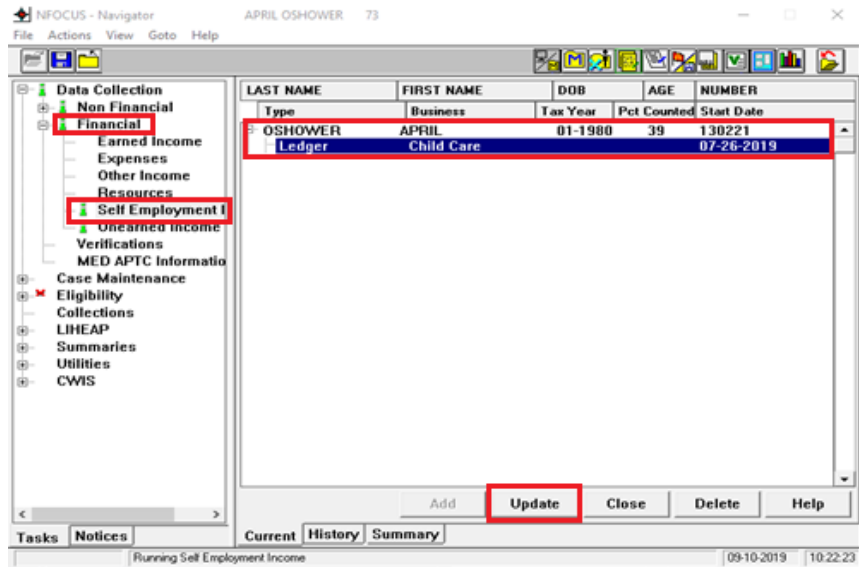 NFOCUS - Navigator APRIL OSHOWER 73
File Actions View Goto Help
Data Collection
Non Financial
Financial
Earned Income
Expenses
Other Income
Resources
Self Employment I
Unearned Income
Verifications
MED APTC Informatio
Case Maintenance
Eligibility
Collections
LIHEAP
Summaries
Utilities
CWIS
LAST NAME FIRST NAME DOB AGE NUMBER
Type Business Tax Year Pct Counted Start Date
OSHOWER APRIL 01-1980 39 130221
Ledger Child Care 07-26-2019
Add Update Close Delete Help
Tasks Notices Current History Summary
Running Self Employment Income 09-10-2019 10:22:23